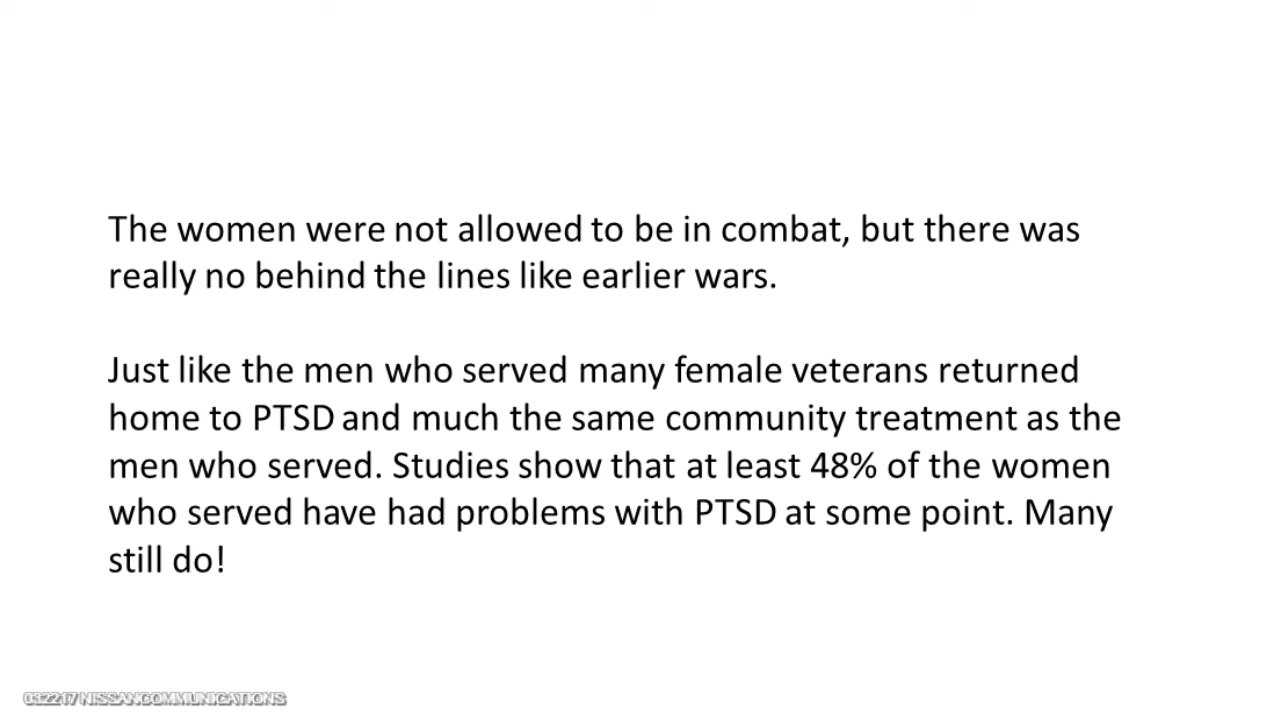 The women were not allowed to be in combat, but there was
really no behind the lines like earlier wars.
Just like the men who served many female veterans returned
home to PTSD and much the same community treatment as the
men who served. Studies show that at least 48% of the women
who served have had problems with PTSD at some point. Many
still do!
032217 NISSANCOMMUNICATIONS